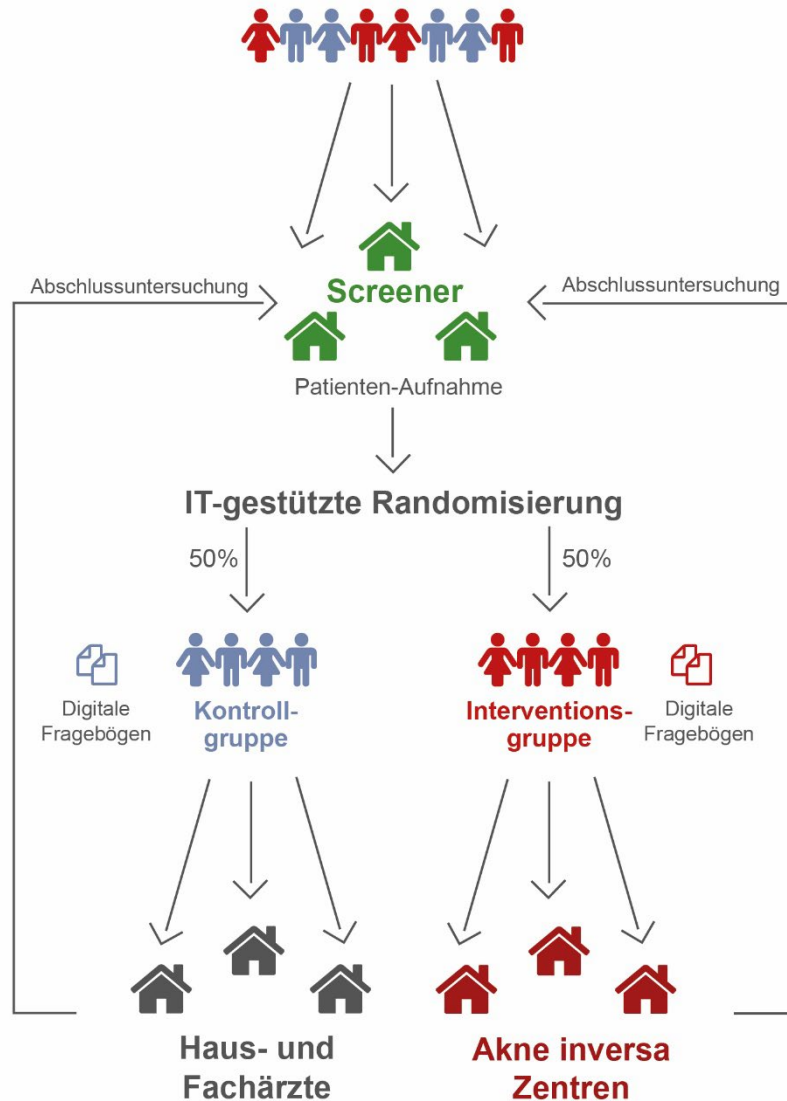 Abschlussuntersuchung
Screener
Abschlussuntersuchung
Patienten-Aufnahme
IT-gestützte Randomisierung
50%
50%
Digitale
Fragebögen
Kontroll-
gruppe
Interventions-
gruppe
Digitale
Fragebögen
Haus- und
Fachärzte
Akne inversa
Zentren